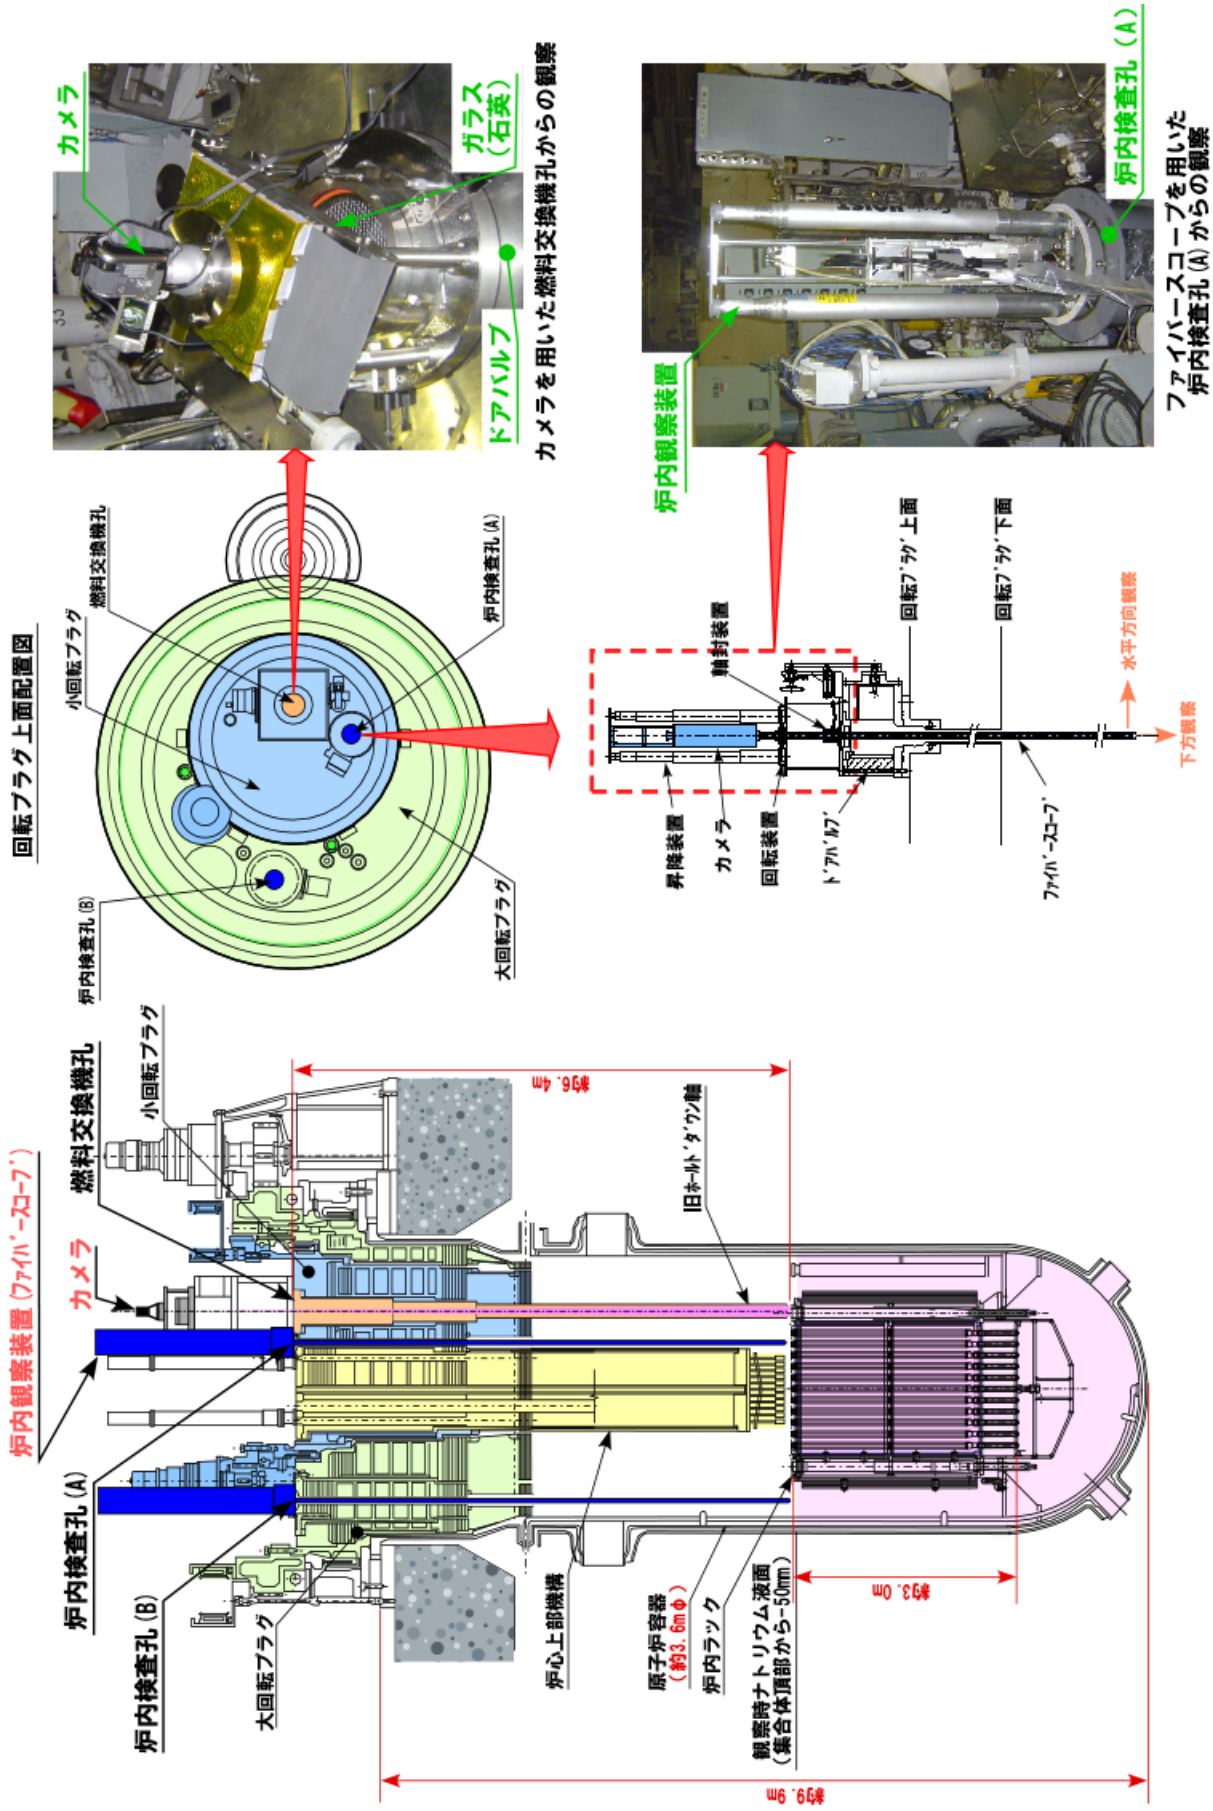 炉内観察装置(ﾌｧｲﾊﾞｰｽｺｰﾌﾟ)
カメラ
燃料交換機孔
小回転プラグ
炉内検査孔(A)
炉内検査孔(B)
大回転プラグ
約6.4m
旧ﾎｰﾙﾄﾞﾀﾞｳﾝ軸
炉心上部機構
原子炉容器
(約3.6mφ)
炉内ラック
観察時ナトリウム液面
(集合体頂部から-50mm)
約3.0m
約9.9m
回転プラグ上面配置図
小回転プラグ
燃料交換機孔
炉内検査孔(A)
炉内検査孔(B)
大回転プラグ
昇降装置
カメラ
回転装置
ﾄﾞｱﾊﾞﾙﾌﾞ
軸封装置
回転ﾌﾟﾗｸﾞ上面
回転ﾌﾟﾗｸﾞ下面
ﾌｧｲﾊﾞｰｽｺｰﾌﾟ
水平方向観察
下方観察
カメラ
ガラス
(石英)
ドアバルブ
カメラを用いた燃料交換機孔からの観察
炉内観察装置
炉内検査孔(A)
ファイバースコープを用いた
炉内検査孔(A)からの観察